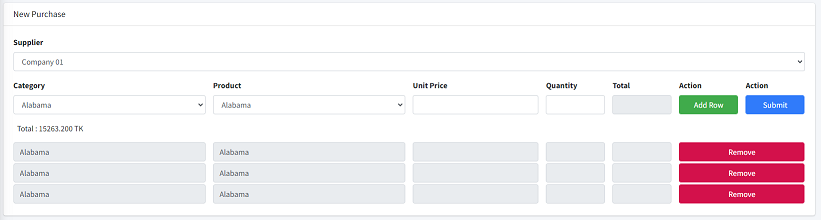 New Purchase
Supplier
Company 01
Category Product Unit Price Quantity Total Action Action
Alabama Alabama Add Row Submit
Total : 15263.200 TK
Alabama Alabama Remove
Alabama Alabama Remove
Alabama Alabama Remove